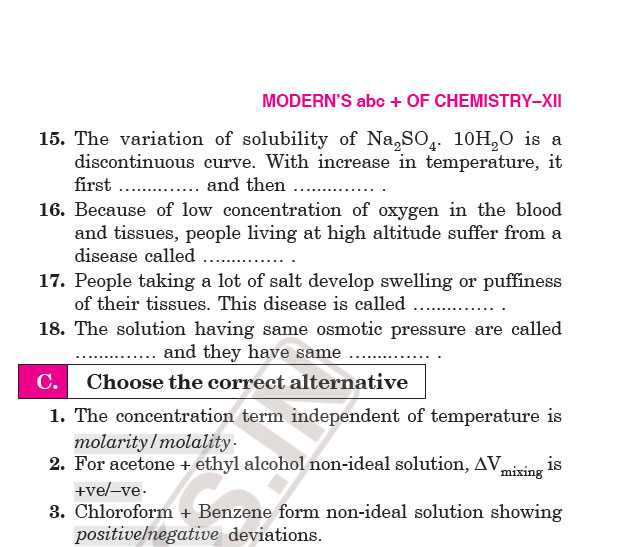 MODERN'S abc + OF CHEMISTRY–XII
15. The variation of solubility of Na₂SO₄. 10H₂O is a
discontinuous curve. With increase in temperature, it
first .............. and then .............. .
16. Because of low concentration of oxygen in the blood
and tissues, people living at high altitude suffer from a
disease called .............. .
17. People taking a lot of salt develop swelling or puffiness
of their tissues. This disease is called .............. .
18. The solution having same osmotic pressure are called
.............. and they have same .............. .
C. Choose the correct alternative
1. The concentration term independent of temperature is
molarity/molality.
2. For acetone + ethyl alcohol non-ideal solution, ΔVmixing is
+ve/–ve.
3. Chloroform + Benzene form non-ideal solution showing
positive/negative deviations.
S.IN